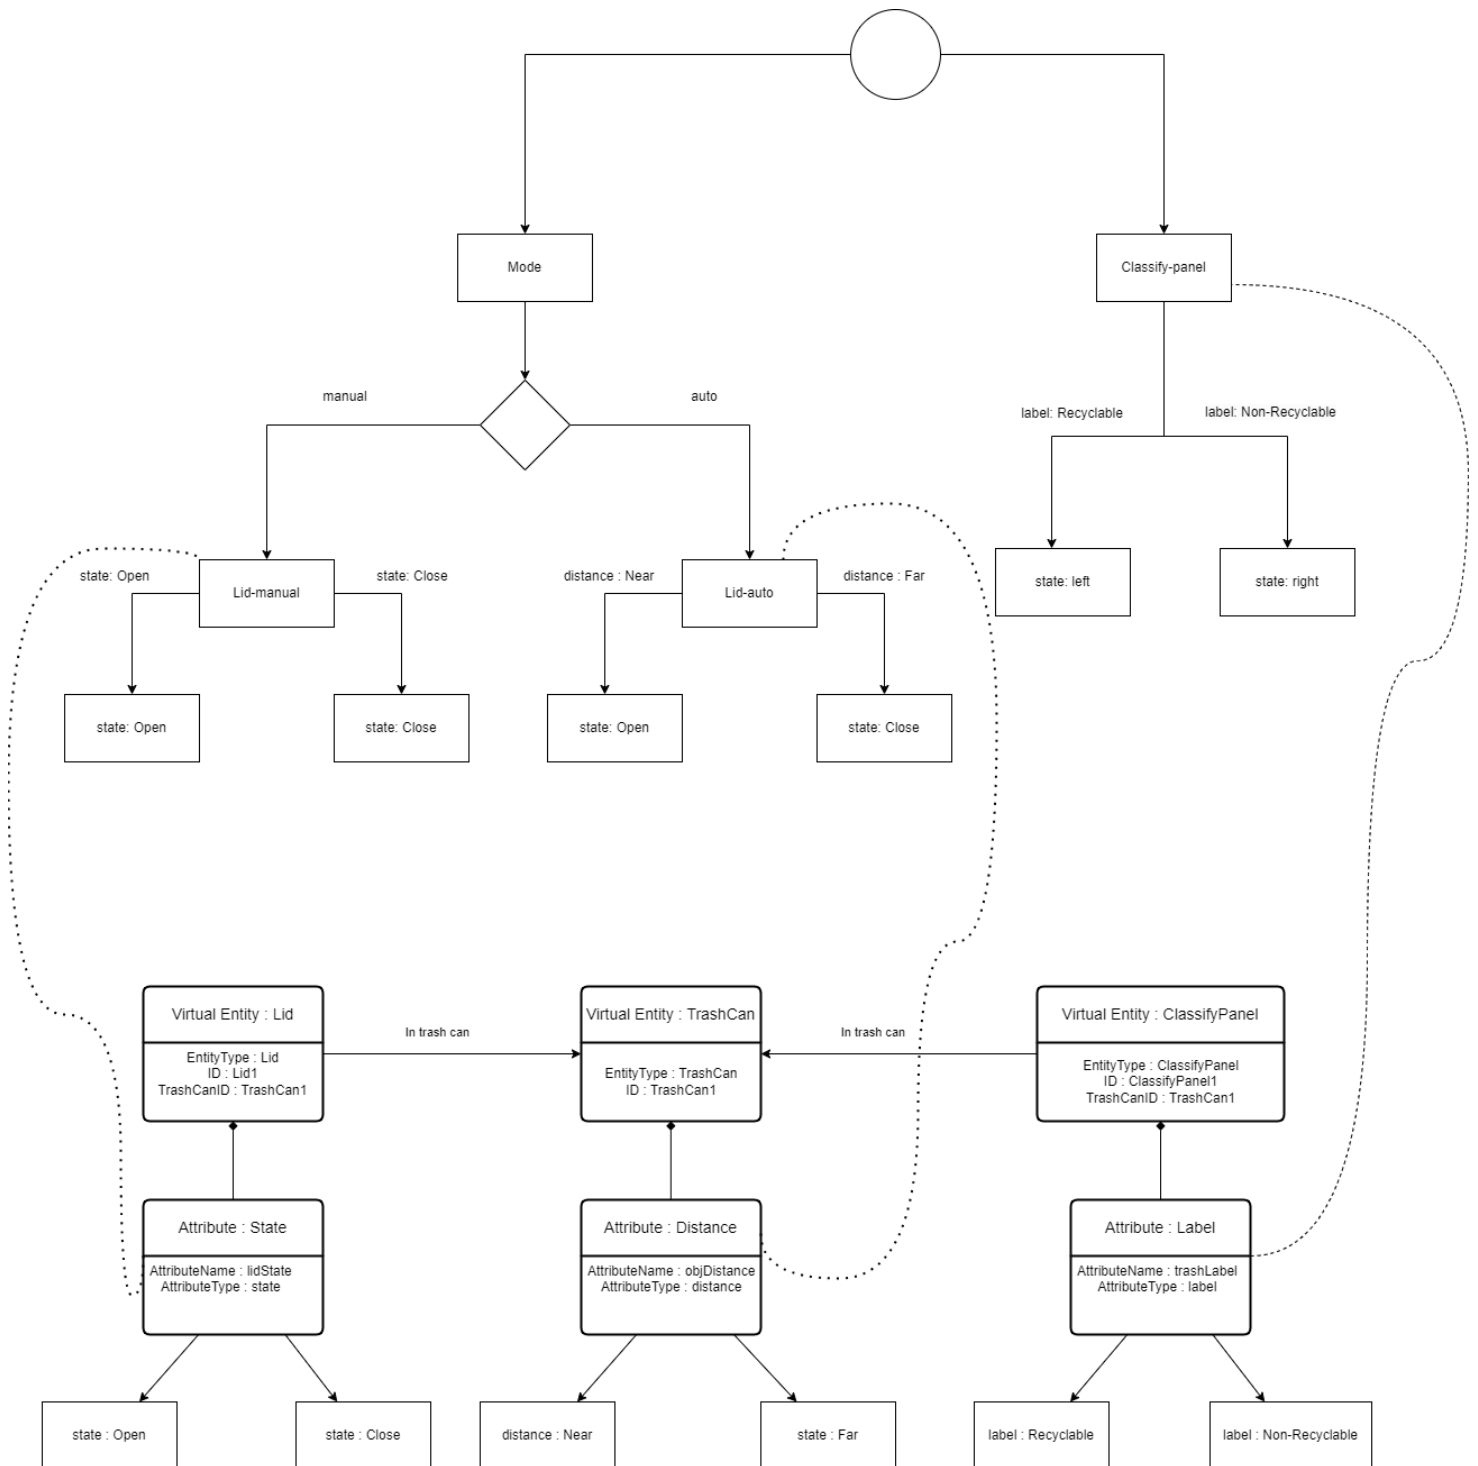 Mode
Classify-panel
manual
auto
label: Recyclable
label: Non-Recyclable
state: Open
Lid-manual
state: Close
distance : Near
Lid-auto
distance : Far
state: left
state: right
state: Open
state: Close
state: Open
state: Close
Virtual Entity : Lid
EntityType : Lid
ID : Lid1
TrashCanID : TrashCan1
In trash can
Virtual Entity : TrashCan
EntityType : TrashCan
ID : TrashCan1
In trash can
Virtual Entity : ClassifyPanel
EntityType : ClassifyPanel
ID : ClassifyPanel1
TrashCanID : TrashCan1
Attribute : State
AttributeName : lidState
AttributeType : state
Attribute : Distance
AttributeName : objDistance
AttributeType : distance
Attribute : Label
AttributeName : trashLabel
AttributeType : label
state : Open
state : Close
distance : Near
state : Far
label : Recyclable
label : Non-Recyclable